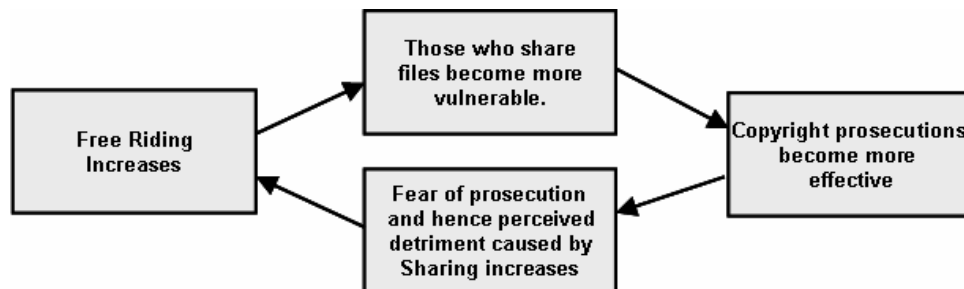 Those who share
files become more
vulnerable.
Free Riding
Increases
Copyright prosecutions
become more
effective
Fear of prosecution
and hence perceived
detriment caused by
Sharing increases